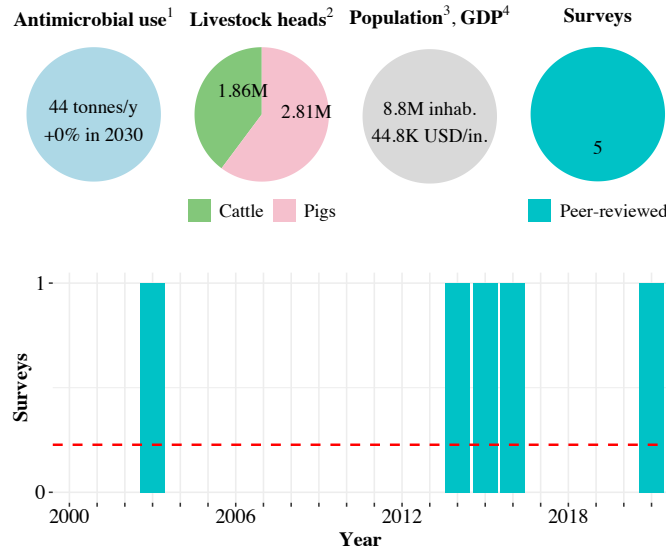 Antimicrobial use¹ Livestock heads² Population³, GDP⁴ Surveys
44 tonnes/y
+0% in 2030
1.86M
2.81M
8.8M inhab.
44.8K USD/in.
5
Cattle Pigs Peer-reviewed
1
0
Surveys
2000 2006 2012 2018
Year